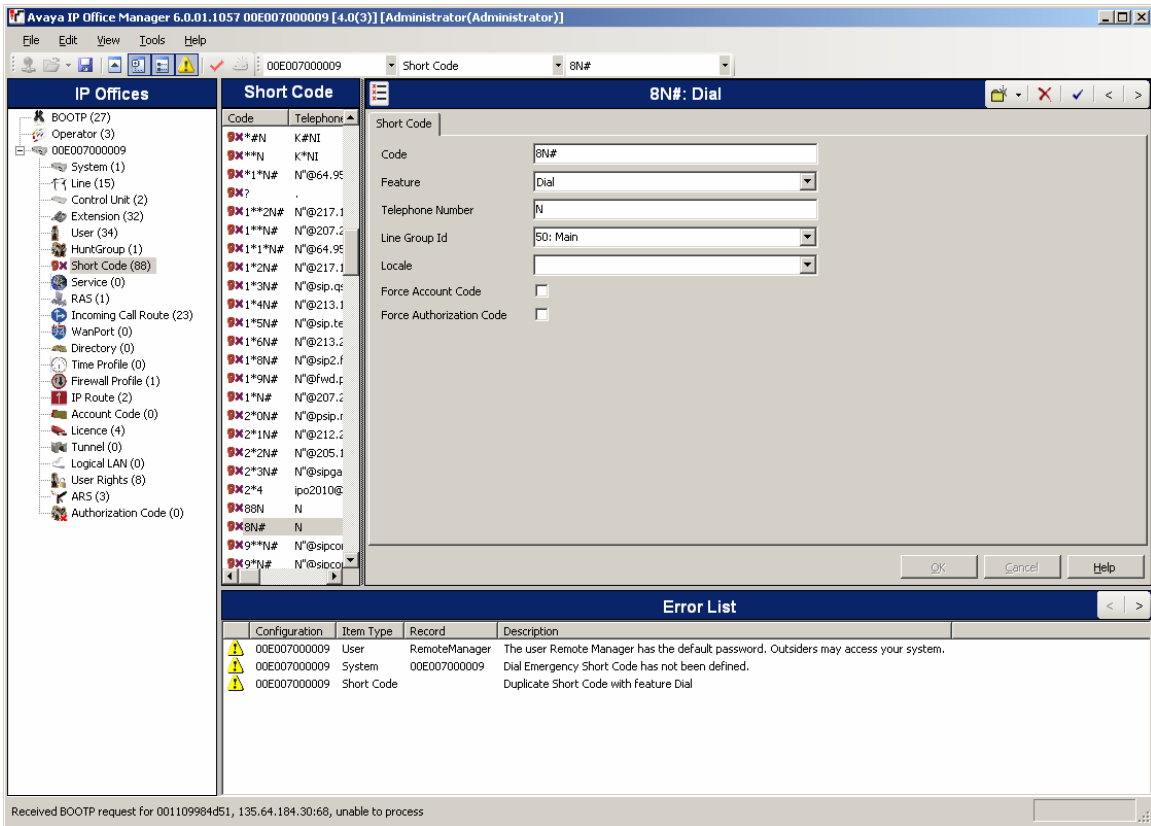 Avaya IP Office Manager 6.0.01.1057 00E007000009 [4.0(3)] [Administrator(Administrator)]
File Edit View Tools Help
00E007000009 Short Code 8N#
IP Offices
BOOTP (27)
Operator (3)
00E007000009
System (1)
Line (15)
Control Unit (2)
Extension (32)
User (34)
HuntGroup (1)
Short Code (88)
Service (0)
RAS (1)
Incoming Call Route (23)
WanPort (0)
Directory (0)
Time Profile (0)
Firewall Profile (1)
IP Route (2)
Account Code (0)
Licence (4)
Tunnel (0)
Logical LAN (0)
User Rights (8)
ARS (3)
Authorization Code (0)
Short Code
Code Telephone
*#N K#NI
**N K*NI
*1*N# N"@64.95
? .
1**2N# N"@217.1
1**N# N"@207.2
1*1*N# N"@64.95
1*2N# N"@217.1
1*3N# N"@sip.qs
1*4N# N"@213.1
1*5N# N"@sip.te
1*6N# N"@213.2
1*8N# N"@sip2.f
1*9N# N"@fwd.p
1*N# N"@207.2
2*0N# N"@psip.r
2*1N# N"@212.2
2*2N# N"@205.1
2*3N# N"@sipga
2*4 ipo2010@
88N N
8N# N
9**N# N"@sipcor
9*N# N"@sipcor
8N#: Dial
Short Code
Code 8N#
Feature Dial
Telephone Number N
Line Group Id 50: Main
Locale
Force Account Code
Force Authorization Code
OK Cancel Help
Error List
Configuration Item Type Record Description
00E007000009 User RemoteManager The user Remote Manager has the default password. Outsiders may access your system.
00E007000009 System 00E007000009 Dial Emergency Short Code has not been defined.
00E007000009 Short Code Duplicate Short Code with feature Dial
Received BOOTP request for 001109984d51, 135.64.184.30:68, unable to process